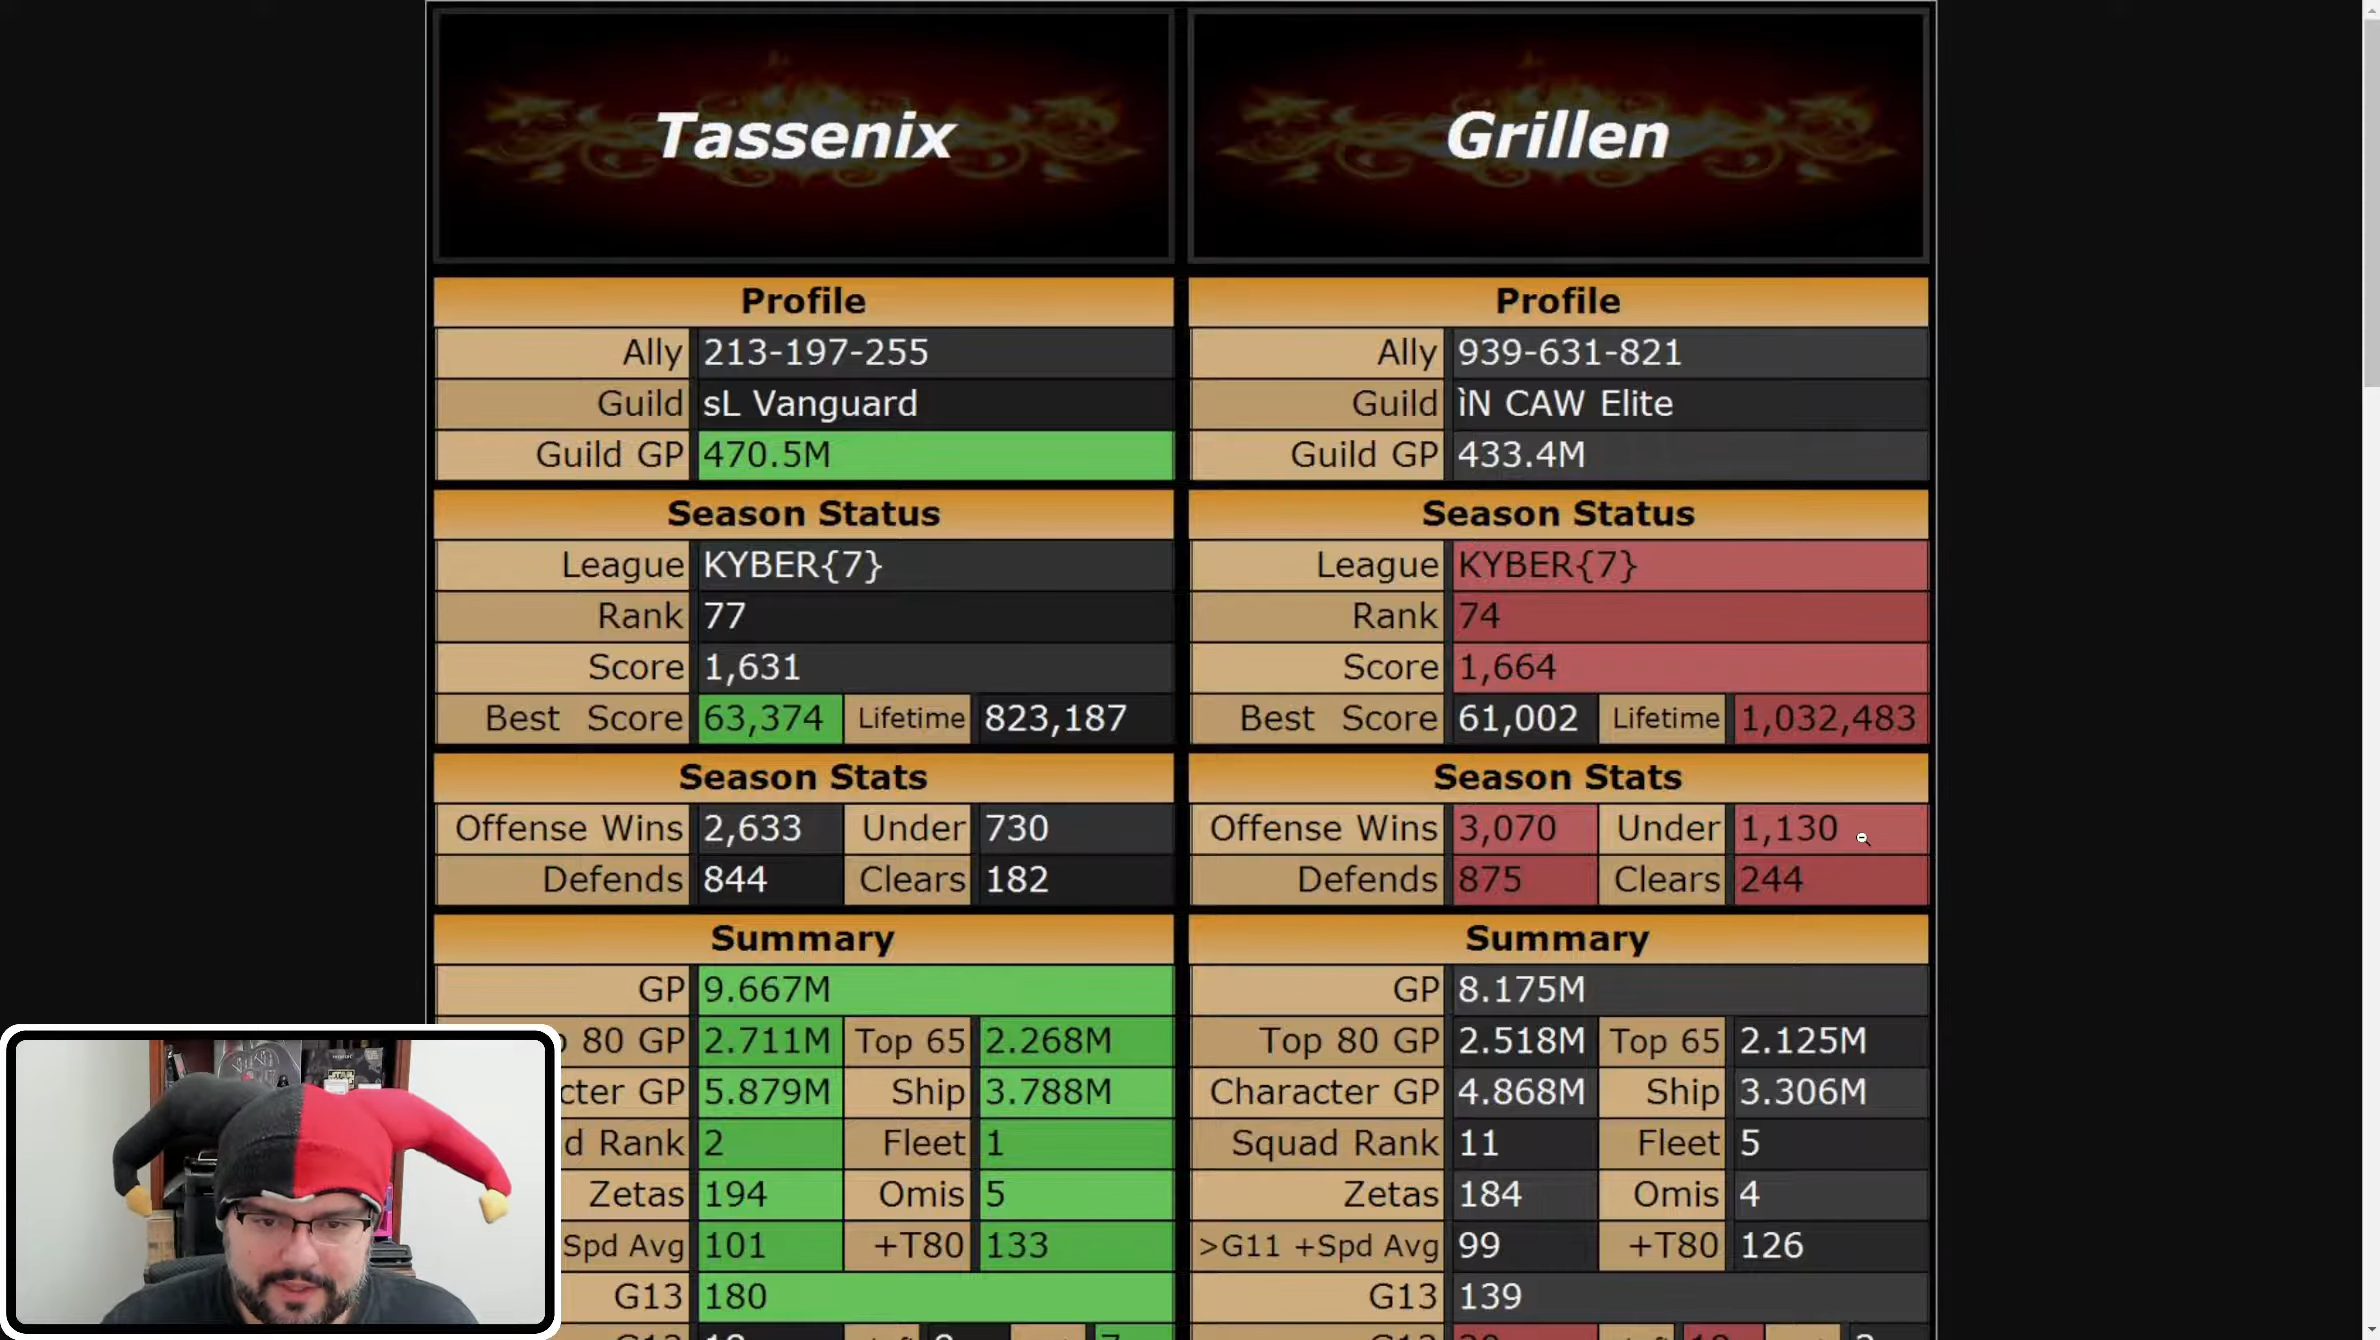 Tassenix
Grillen
Profile
Profile
Ally 213-197-255
Ally 939-631-821
Guild sL Vanguard
Guild ìN CAW Elite
Guild GP 470.5M
Guild GP 433.4M
Season Status
Season Status
League KYBER{7}
League KYBER{7}
Rank 77
Rank 74
Score 1,631
Score 1,664
Best Score 63,374 Lifetime 823,187
Best Score 61,002 Lifetime 1,032,483
Season Stats
Season Stats
Offense Wins 2,633 Under 730
Offense Wins 3,070 Under 1,130
Defends 844 Clears 182
Defends 875 Clears 244
Summary
Summary
GP 9.667M
GP 8.175M
80 GP 2.711M Top 65 2.268M
Top 80 GP 2.518M Top 65 2.125M
cter GP 5.879M Ship 3.788M
Character GP 4.868M Ship 3.306M
d Rank 2 Fleet 1
Squad Rank 11 Fleet 5
Zetas 194 Omis 5
Zetas 184 Omis 4
Spd Avg 101 +T80 133
>G11 +Spd Avg 99 +T80 126
G13 180
G13 139